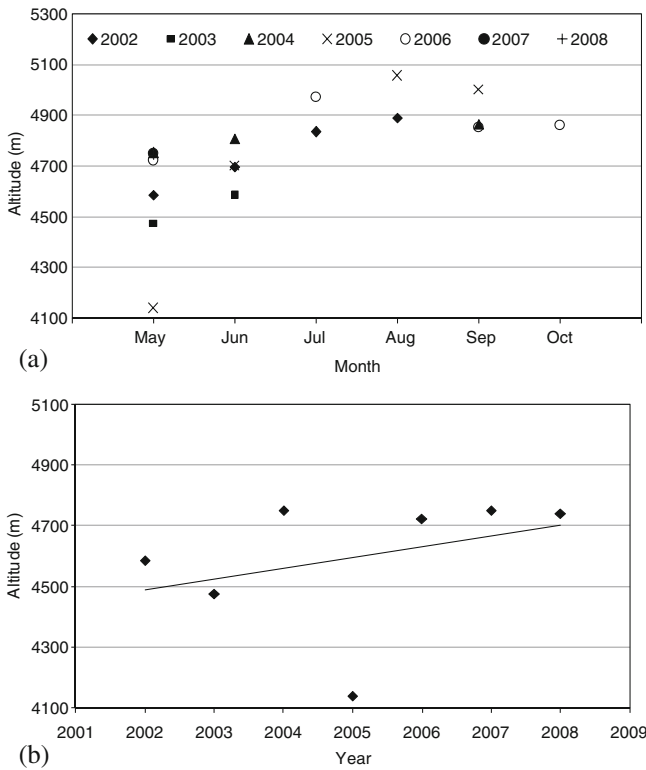 5300
2002 2003 2004 2005 2006 2007 2008
5100
4900
4700
4500
4300
4100
Altitude (m)
May Jun Jul Aug Sep Oct
(a)
Month
5100
4900
4700
4500
4300
4100
Altitude (m)
2001 2002 2003 2004 2005 2006 2007 2008 2009
(b)
Year